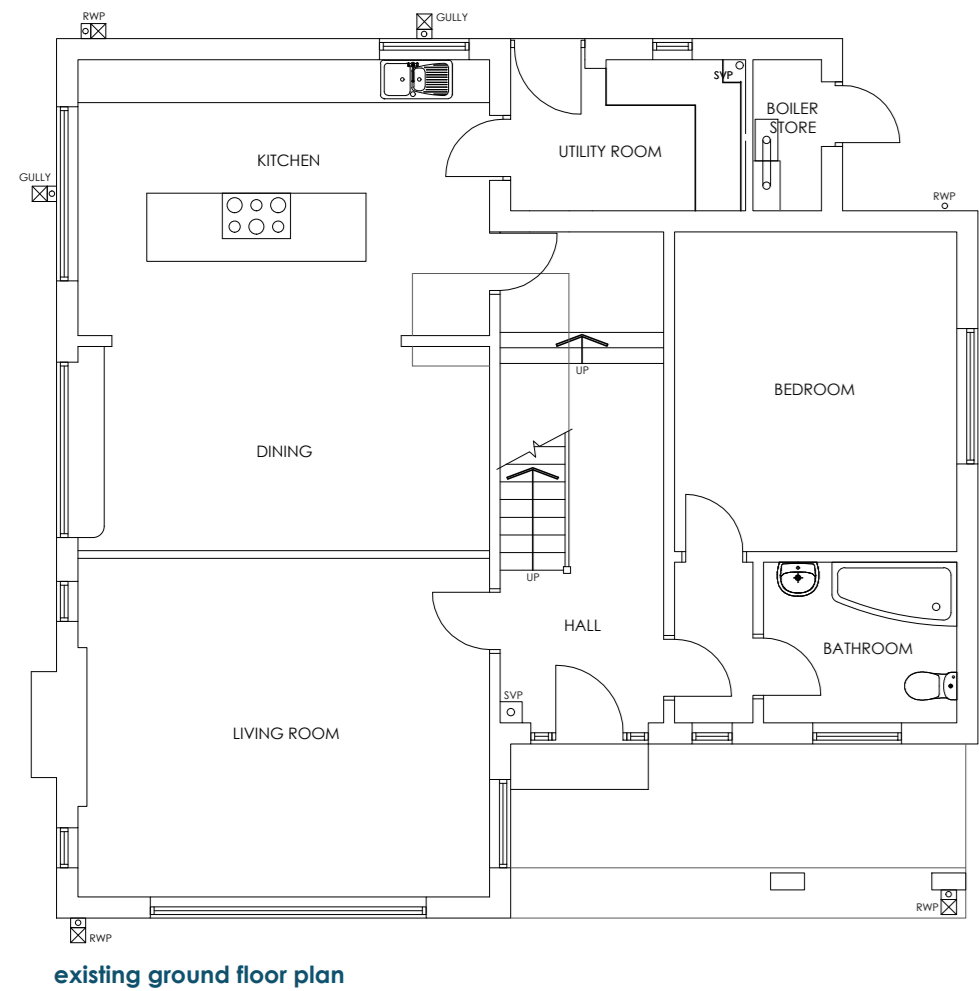 RWP
GULLY
SVP
BOILER
STORE
KITCHEN
UTILITY ROOM
GULLY
RWP
UP
BEDROOM
DINING
UP
HALL
BATHROOM
SVP
LIVING ROOM
RWP
RWP
existing ground floor plan